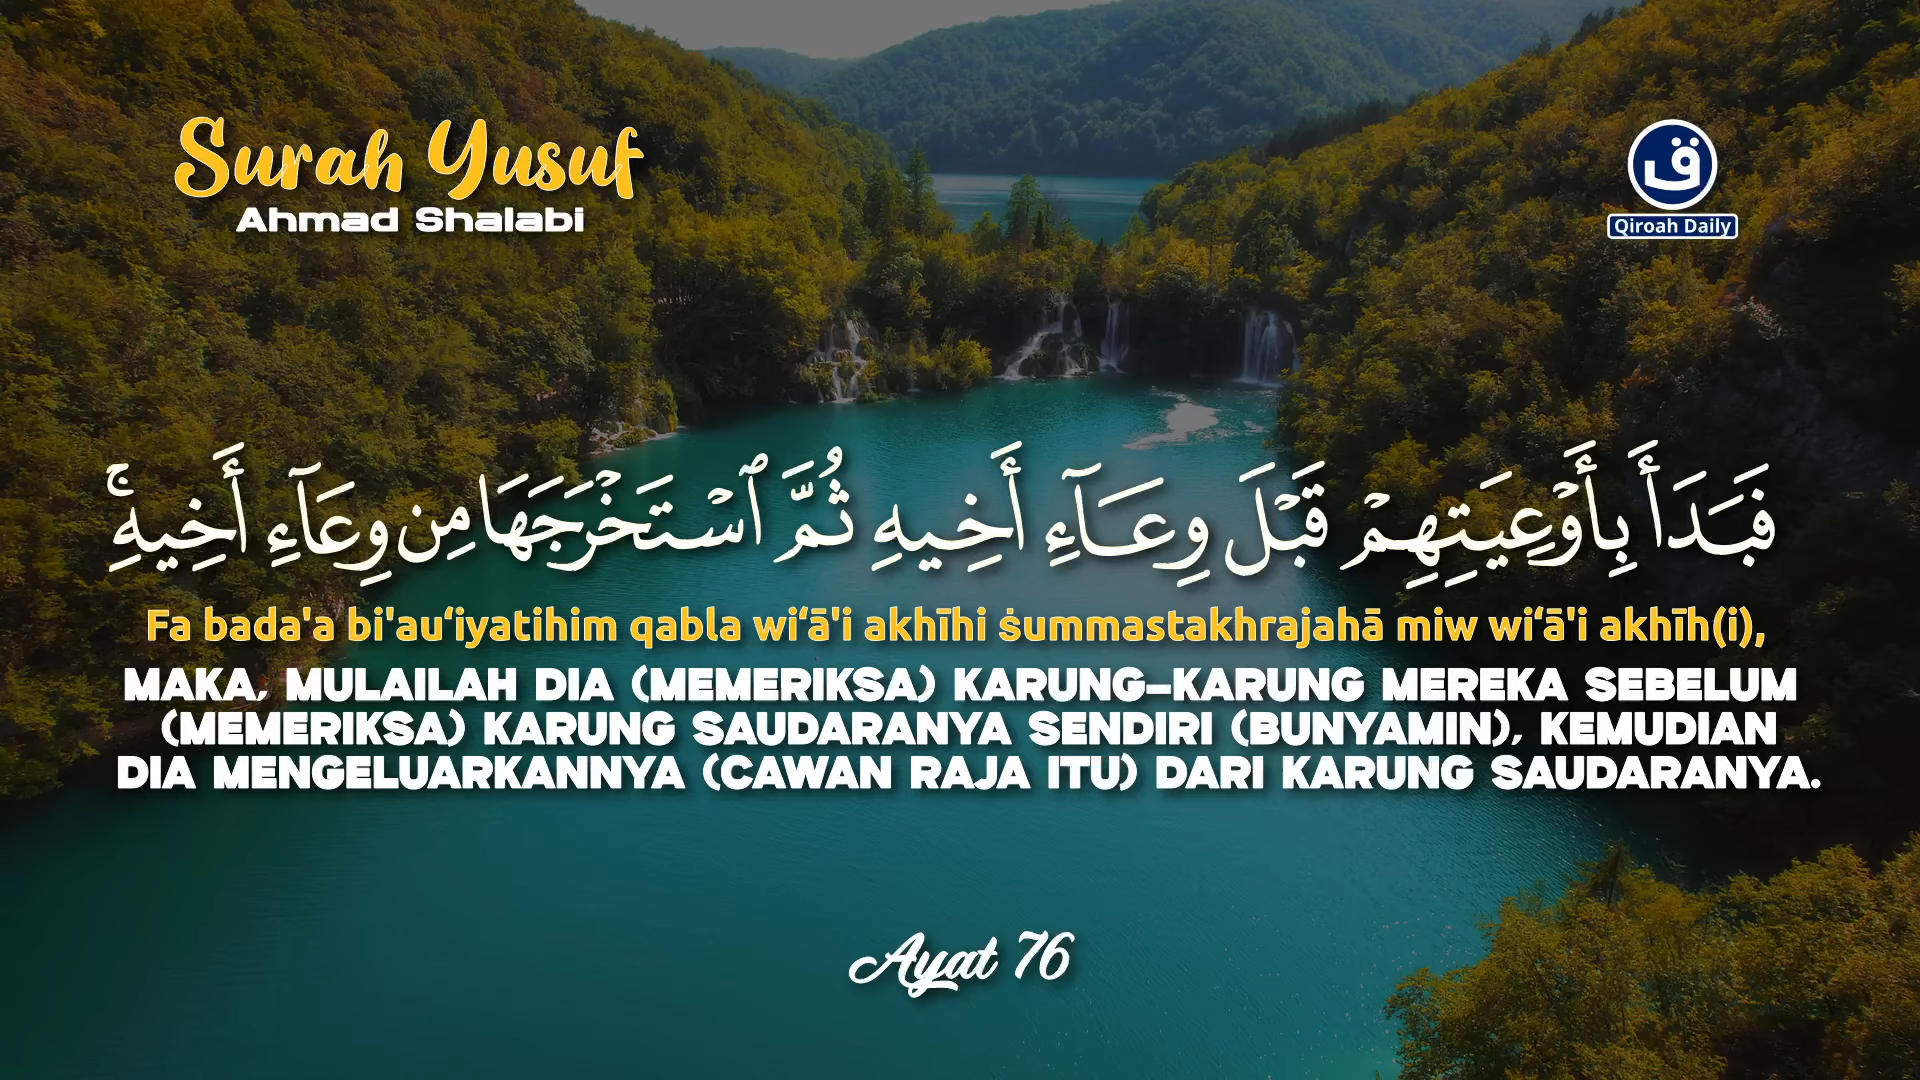 Surah Yusuf
Ahmad Shalabi
ق
Qiroah Daily
فَبَدَأَ بِأَوْعِيَتِهِمْ قَبْلَ وِعَآءِ أَخِيهِ ثُمَّ ٱسْتَخْرَجَهَا مِن وِعَآءِ أَخِيهِ ۚ
Fa bada'a bi'au‘iyatihim qabla wi‘ā'i akhīhi ṡummastakhrajahā miw wi‘ā'i akhīh(i),
MAKA, MULAILAH DIA (MEMERIKSA) KARUNG-KARUNG MEREKA SEBELUM
(MEMERIKSA) KARUNG SAUDARANYA SENDIRI (BUNYAMIN), KEMUDIAN
DIA MENGELUARKANNYA (CAWAN RAJA ITU) DARI KARUNG SAUDARANYA.
Ayat 76